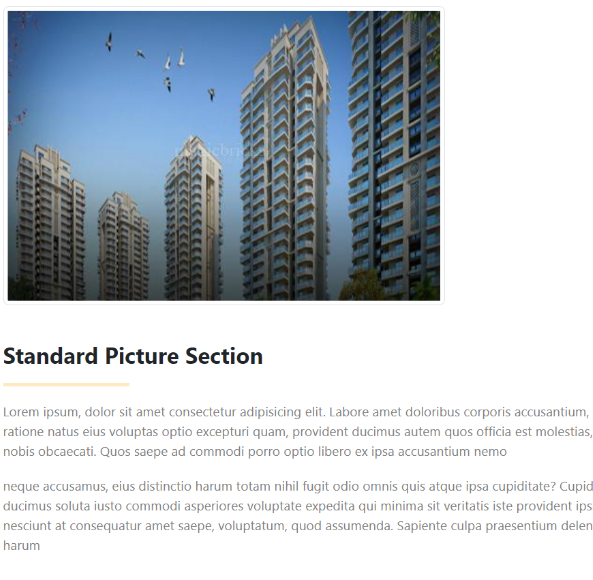 Standard Picture Section
Lorem ipsum, dolor sit amet consectetur adipisicing elit. Labore amet doloribus corporis accusantium,
ratione natus eius voluptas optio excepturi quam, provident ducimus autem quos officia est molestias,
nobis obcaecati. Quos saepe ad commodi porro optio libero ex ipsa accusantium nemo
neque accusamus, eius distinctio harum totam nihil fugit odio omnis quis atque ipsa cupiditate? Cupid
ducimus soluta iusto commodi asperiores voluptate expedita qui minima sit veritatis iste provident ips
nesciunt at consequatur amet saepe, voluptatum, quod assumenda. Sapiente culpa praesentium delen
harum